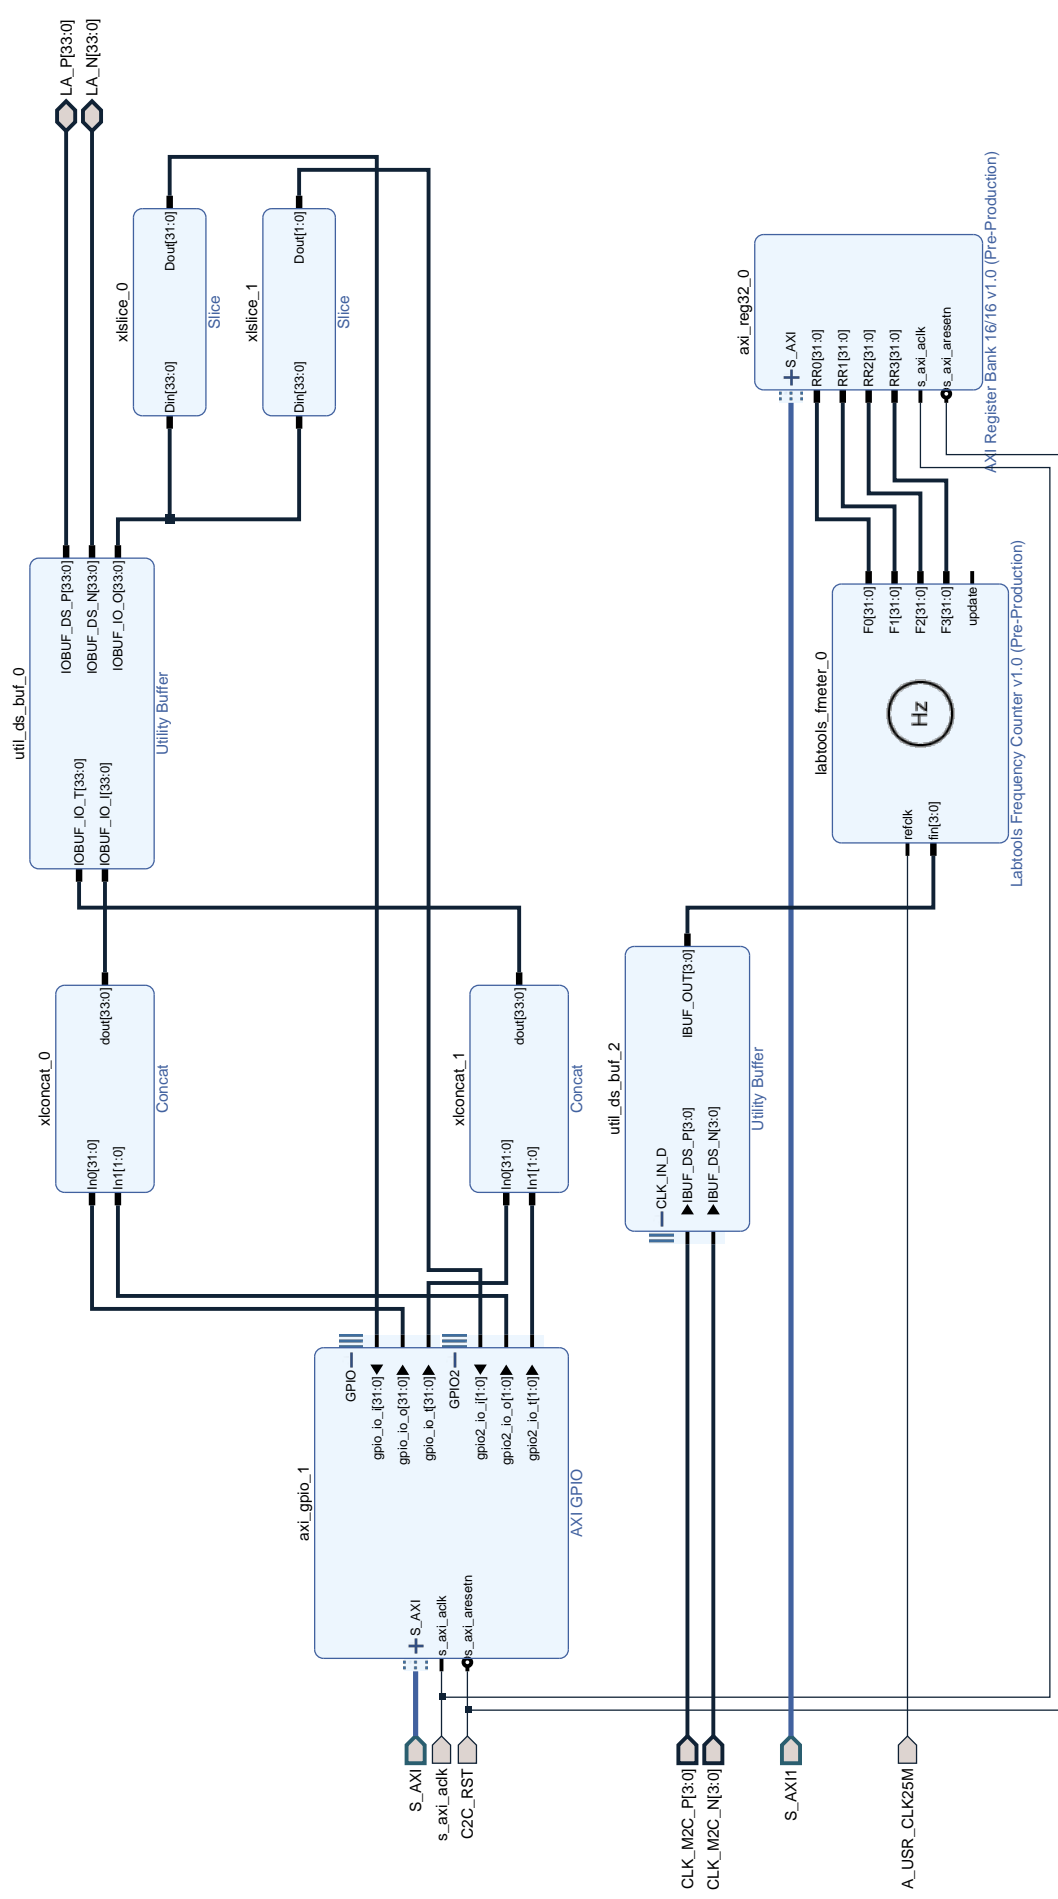 LA_P[33:0]
LA_N[33:0]
util_ds_buf_0
IOBUF_IO_T[33:0]
IOBUF_IO_I[33:0]
IOBUF_DS_P[33:0]
IOBUF_DS_N[33:0]
IOBUF_IO_O[33:0]
Utility Buffer
xlslice_0
Din[33:0]
Dout[31:0]
Slice
xlslice_1
Din[33:0]
Dout[1:0]
Slice
xlconcat_0
In0[31:0]
In1[1:0]
dout[33:0]
Concat
xlconcat_1
In0[31:0]
In1[1:0]
dout[33:0]
Concat
axi_gpio_1
S_AXI
s_axi_aclk
s_axi_aresetn
GPIO
gpio_io_i[31:0]
gpio_io_o[31:0]
gpio_io_t[31:0]
GPIO2
gpio2_io_i[1:0]
gpio2_io_o[1:0]
gpio2_io_t[1:0]
AXI GPIO
S_AXI
s_axi_aclk
C2C_RST
util_ds_buf_2
CLK_IN_D
IBUF_DS_P[3:0]
IBUF_DS_N[3:0]
IBUF_OUT[3:0]
Utility Buffer
CLK_M2C_P[3:0]
CLK_M2C_N[3:0]
S_AXI1
A_USR_CLK25M
labtools_fmeter_0
refclk
fin[3:0]
Hz
F0[31:0]
F1[31:0]
F2[31:0]
F3[31:0]
update
Labtools Frequency Counter v1.0 (Pre-Production)
axi_reg32_0
S_AXI
RR0[31:0]
RR1[31:0]
RR2[31:0]
RR3[31:0]
s_axi_aclk
s_axi_aresetn
AXI Register Bank 16/16 v1.0 (Pre-Production)